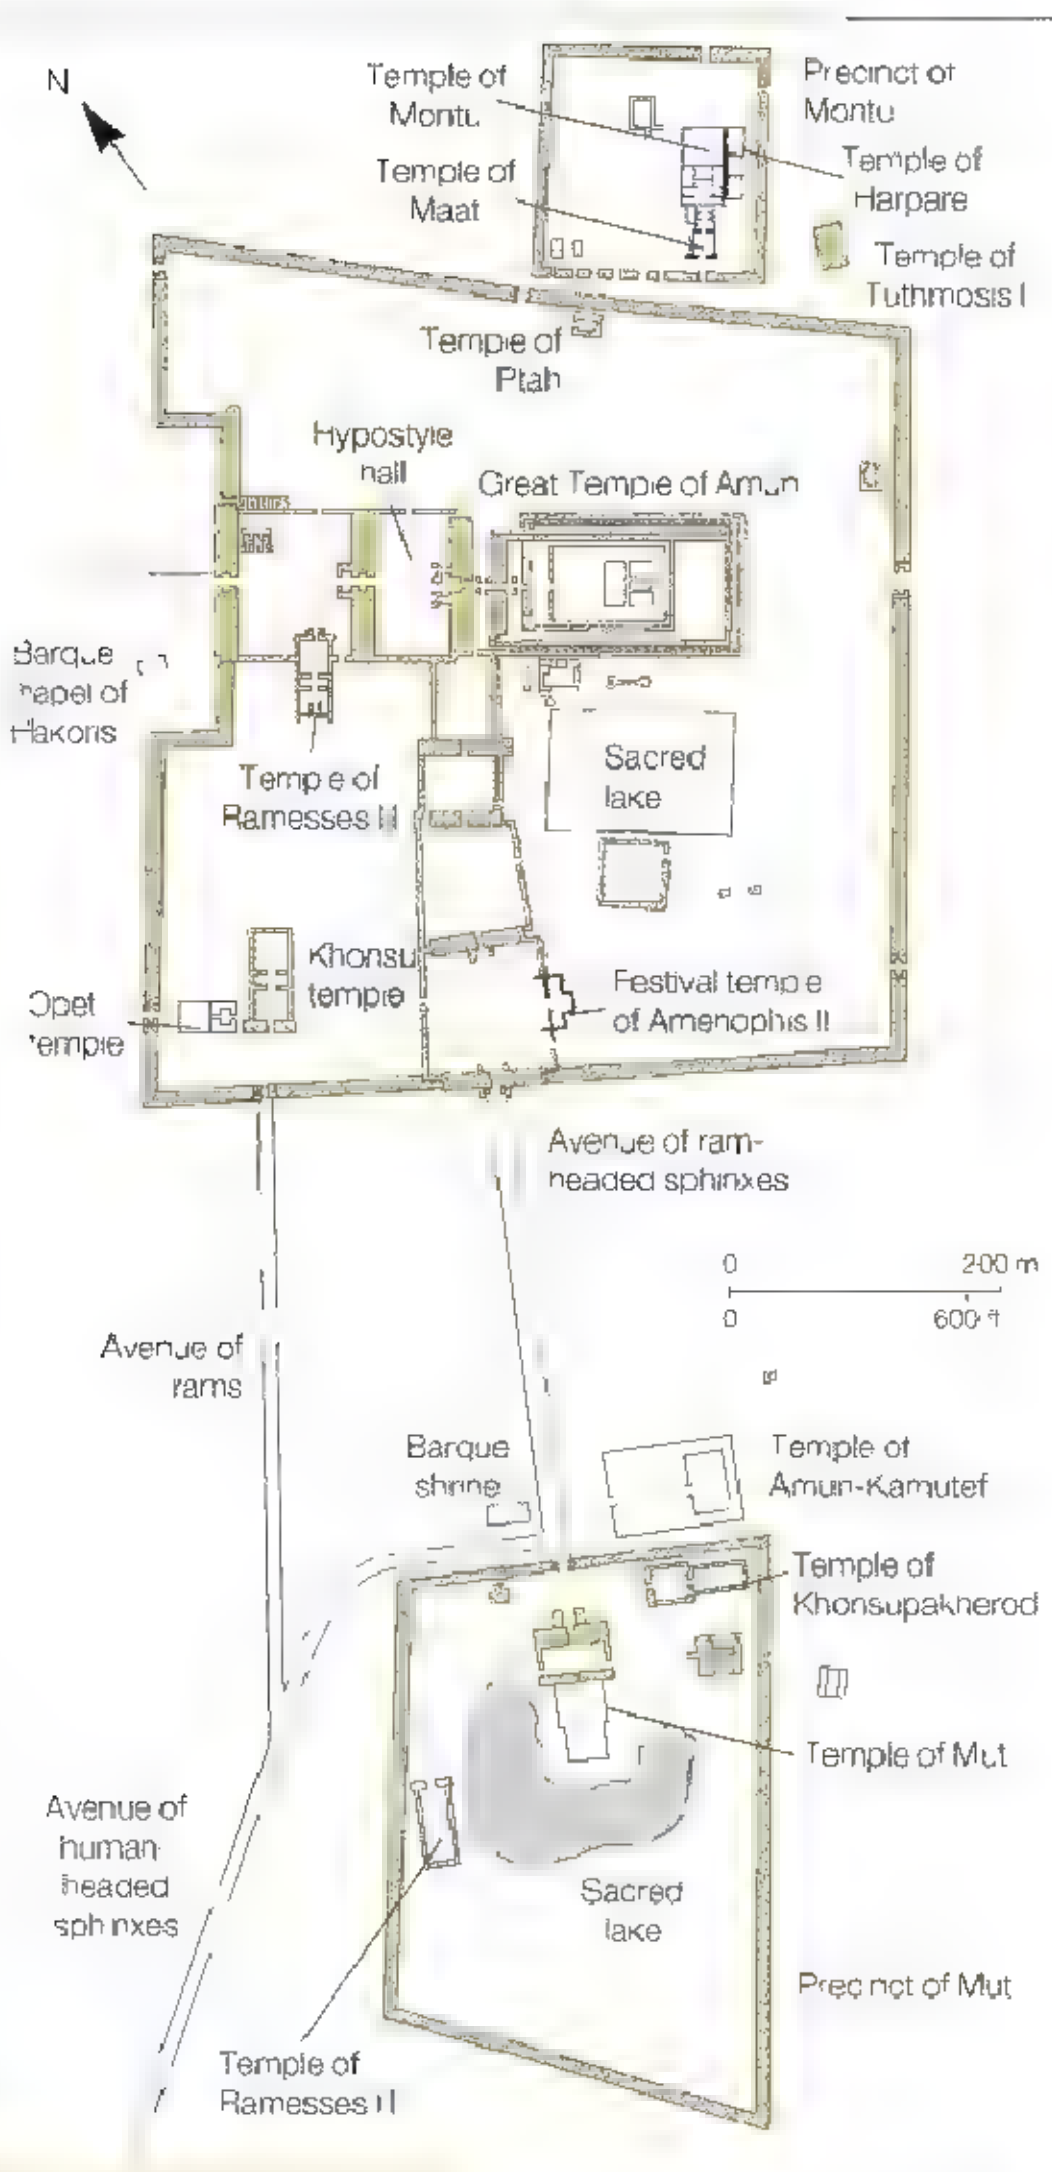 N
Temple of
Montu
Precinct of
Montu
Temple of
Maat
Temple of
Harpare
Temple of
Tuthmosis I
Temple of
Ptah
Hypostyle
hall
Great Temple of Amun
Barque
hapel of
Hakoris
Temple of
Ramesses III
Sacred
lake
Khonsu
temple
Opet
temple
Festival temple
of Amenophis II
Avenue of ram-
headed sphinxes
0
200 m
0
600 ft
Avenue of
rams
Barque
shrine
Temple of
Amun-Kamutef
Temple of
Khonsupakherod
Temple of Mut
Avenue of
human-
headed
sphinxes
Sacred
lake
Precinct of Mut
Temple of
Ramesses III